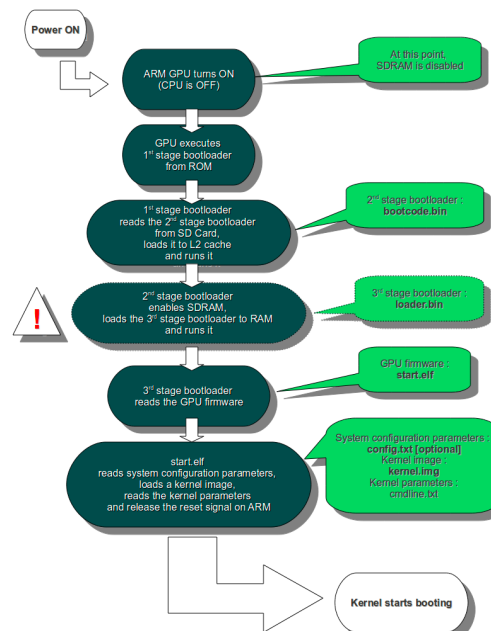 Power ON
ARM GPU turns ON
(CPU is OFF)
At this point,
SDRAM is disabled
GPU executes
1st stage bootloader
from ROM
1st stage bootloader
reads the 2nd stage bootloader
from SD Card,
loads it to L2 cache
and runs it
2nd stage bootloader :
bootcode.bin
2nd stage bootloader
enables SDRAM,
loads the 3rd stage bootloader to RAM
and runs it
3rd stage bootloader :
loader.bin
!
3rd stage bootloader
reads the GPU firmware
GPU firmware :
start.elf
start.elf
reads system configuration parameters,
loads a kernel image,
reads the kernel parameters
and release the reset signal on ARM
System configuration parameters :
config.txt [optional]
Kernel image :
kernel.img
Kernel parameters :
cmdline.txt
Kernel starts booting